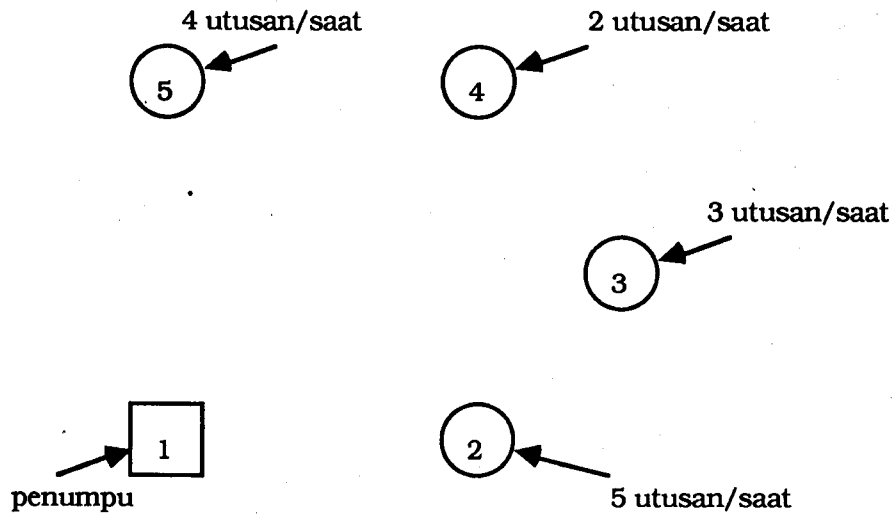 4 utusan/saat
2 utusan/saat
5
4
3 utusan/saat
3
1
2
penumpu
5 utusan/saat